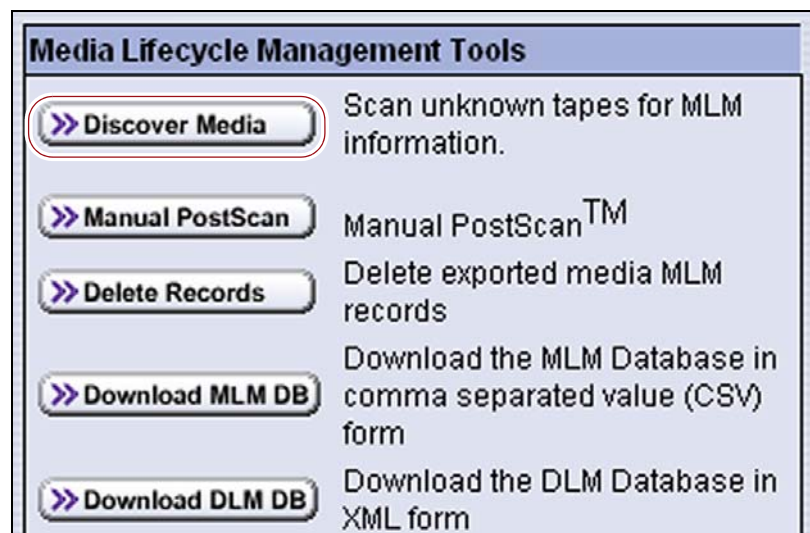 Media Lifecycle Management Tools
>> Discover Media
Scan unknown tapes for MLM
information.
>> Manual PostScan
Manual PostScan™
>> Delete Records
Delete exported media MLM
records
>> Download MLM DB
Download the MLM Database in
comma separated value (CSV)
form
>> Download DLM DB
Download the DLM Database in
XML form